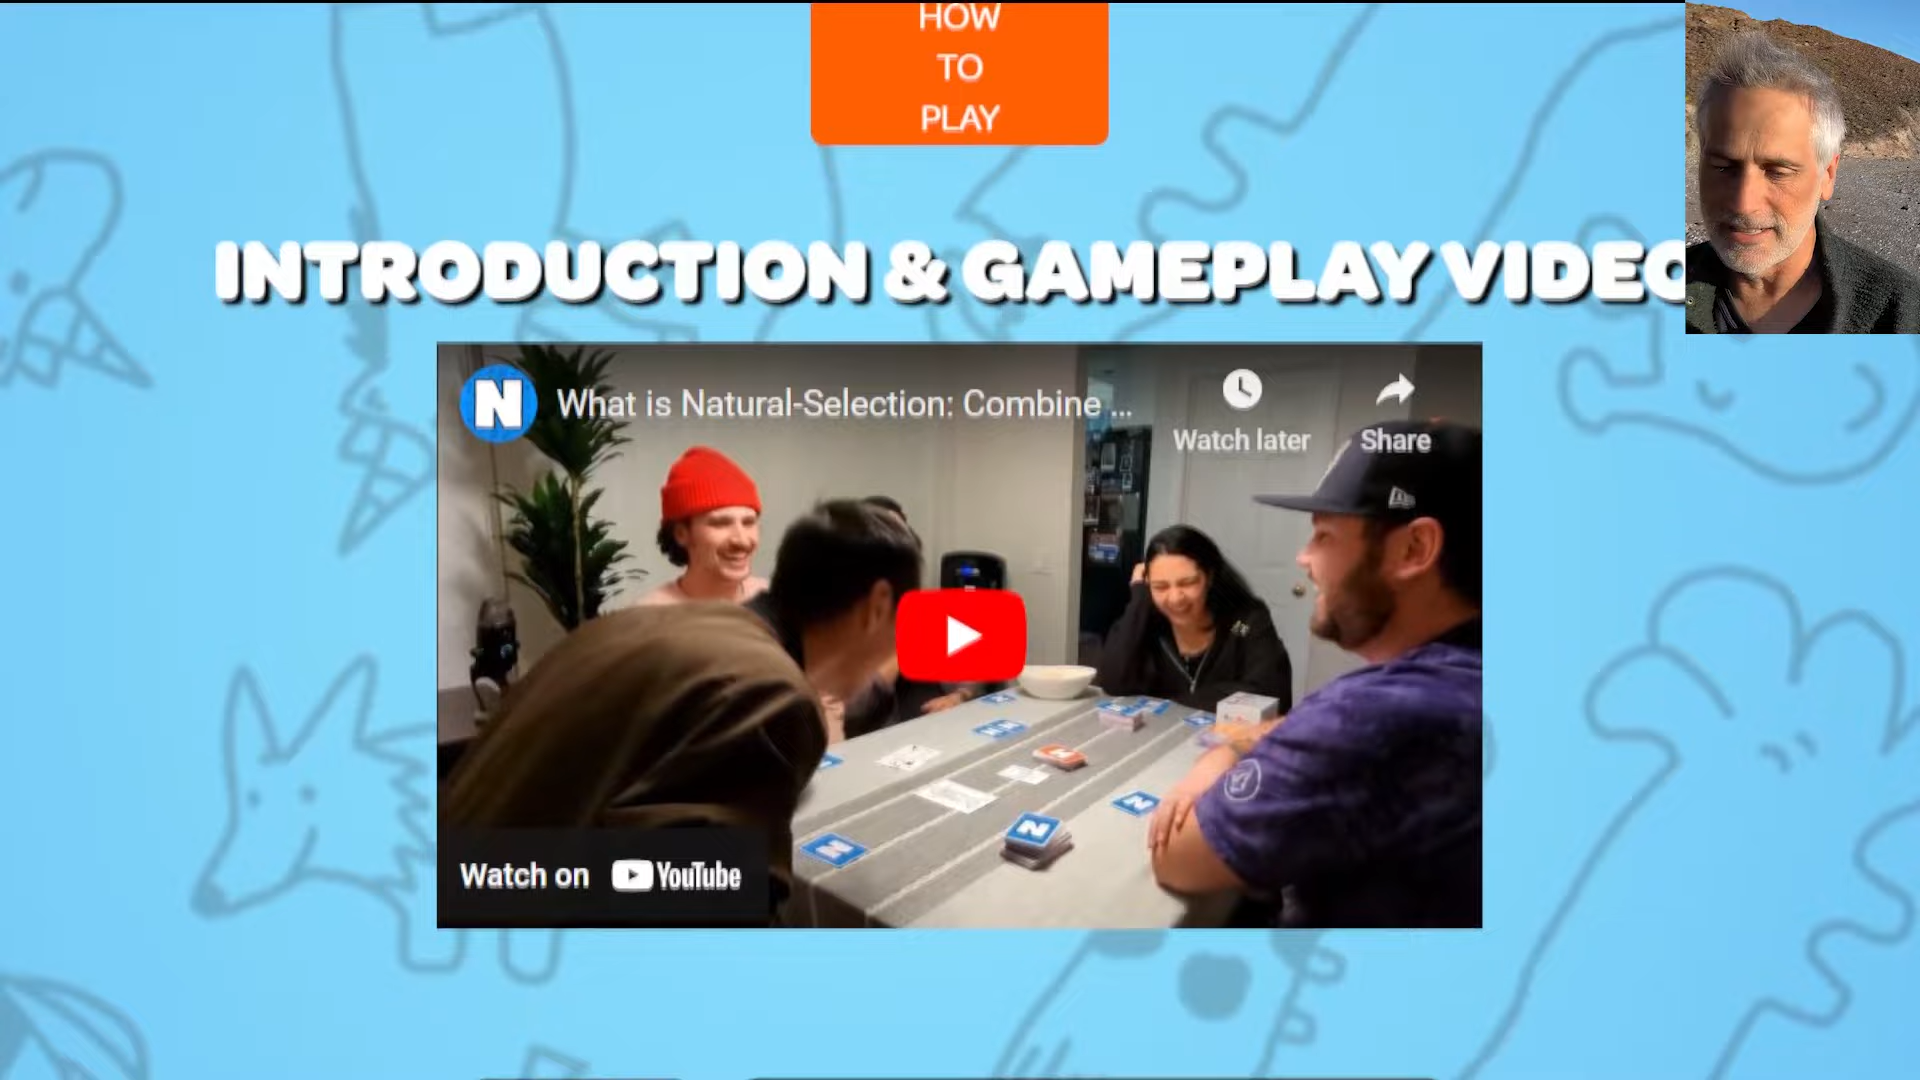 HOW
TO
PLAY
INTRODUCTION & GAMEPLAY VIDEO
N What is Natural-Selection: Combine ...
Watch later
Share
N
N
Watch on YouTube